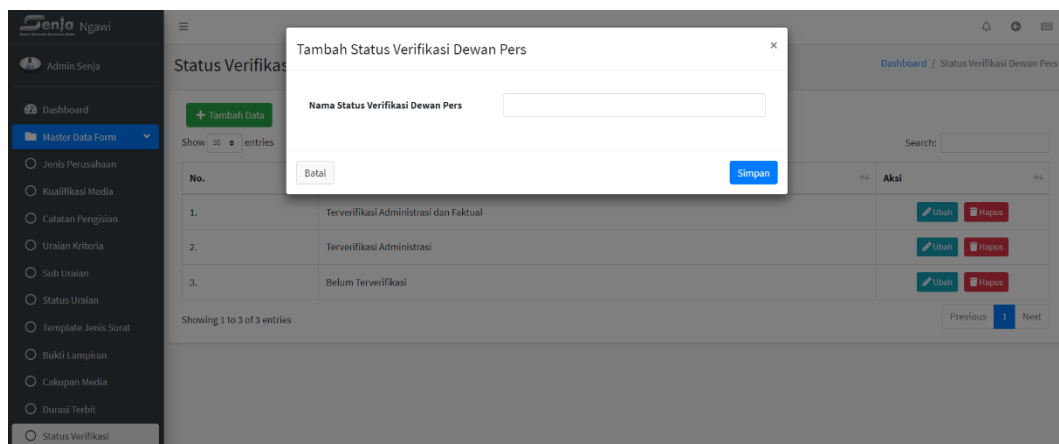 Senja Ngawi
Admin Senja
Dashboard
Master Data Form
Jenis Perusahaan
Kualifikasi Media
Catatan Pengisian
Uraian Kriteria
Sub Uraian
Status Uraian
Template Jenis Surat
Bukti Lampiran
Cakupan Media
Durasi Terbit
Status Verifikasi
Status Verifikas
Dashboard / Status Verifikasi Dewan Pers
Tambah Status Verifikasi Dewan Pers ×
Nama Status Verifikasi Dewan Pers
Batal Simpan
+ Tambah Data
Show 10 entries Search:
No. Aksi
1. Terverifikasi Administrasi dan Faktual Ubah Hapus
2. Terverifikasi Administrasi Ubah Hapus
3. Belum Terverifikasi Ubah Hapus
Showing 1 to 3 of 3 entries Previous 1 Next